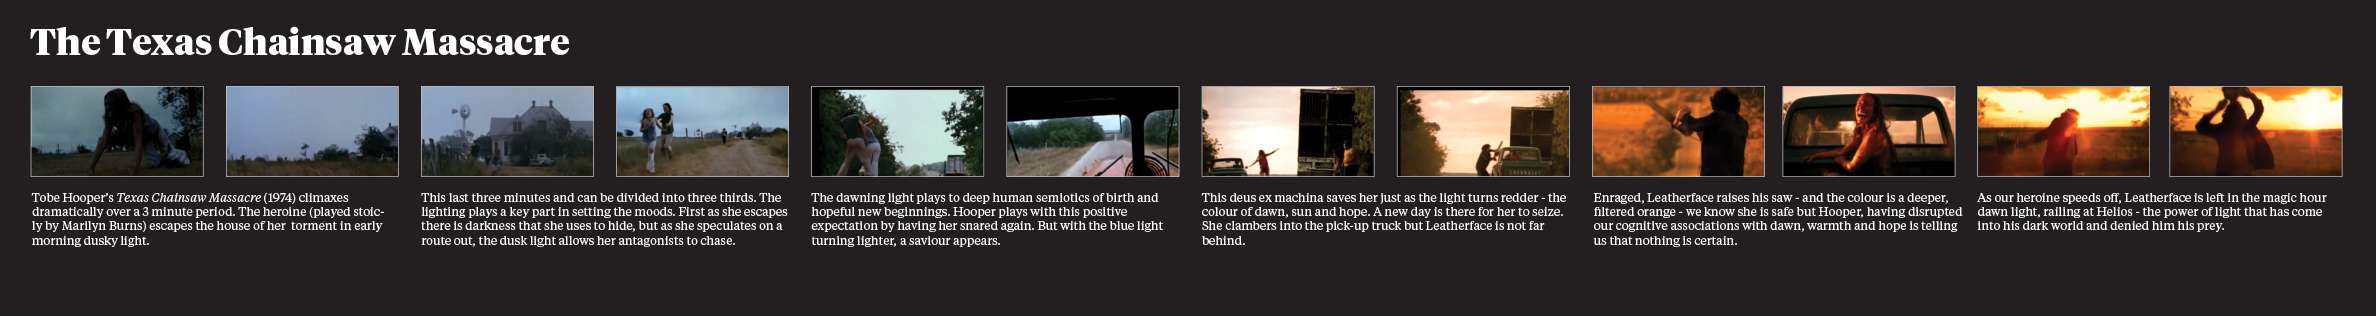 The Texas Chainsaw Massacre
Tobe Hooper's Texas Chainsaw Massacre (1974) climaxes
dramatically over a 3 minute period. The heroine (played stoic-
ly by Marilyn Burns) escapes the house of her torment in early
morning dusky light.
This last three minutes and can be divided into three thirds. The
lighting plays a key part in setting the moods. First as she escapes
there is darkness that she uses to hide, but as she speculates on a
route out, the dusk light allows her antagonists to chase.
The dawning light plays to deep human semiotics of birth and
hopeful new beginnings. Hooper plays with this positive
expectation by having her snared again. But with the blue light
turning lighter, a saviour appears.
This deus ex machina saves her just as the light turns redder - the
colour of dawn, sun and hope. A new day is there for her to seize.
She clambers into the pick-up truck but Leatherface is not far
behind.
Enraged, Leatherface raises his saw - and the colour is a deeper,
filtered orange - we know she is safe but Hooper, having disrupted
our cognitive associations with dawn, warmth and hope is telling
us that nothing is certain.
As our heroine speeds off, Leatherface is left in the magic hour
dawn light, railing at Helios - the power of light that has come
into his dark world and denied him his prey.